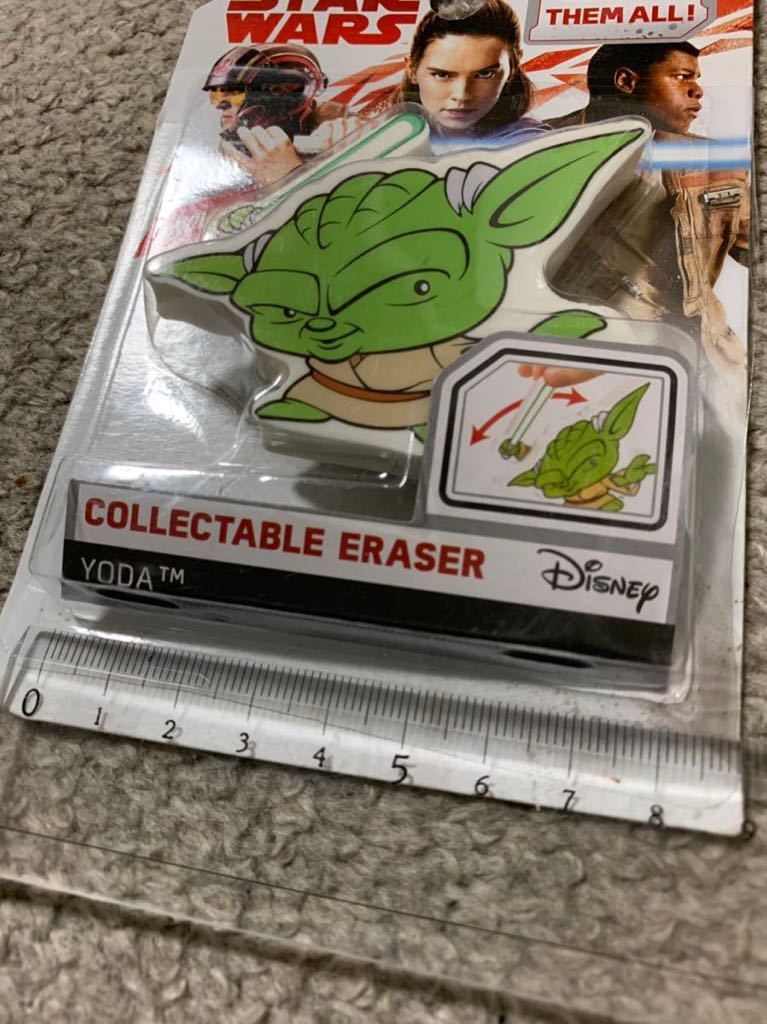 STAR
WARS
THEM ALL!
COLLECTABLE ERASER
YODA™
Disney
0 1 2 3 4 5 6 7 8